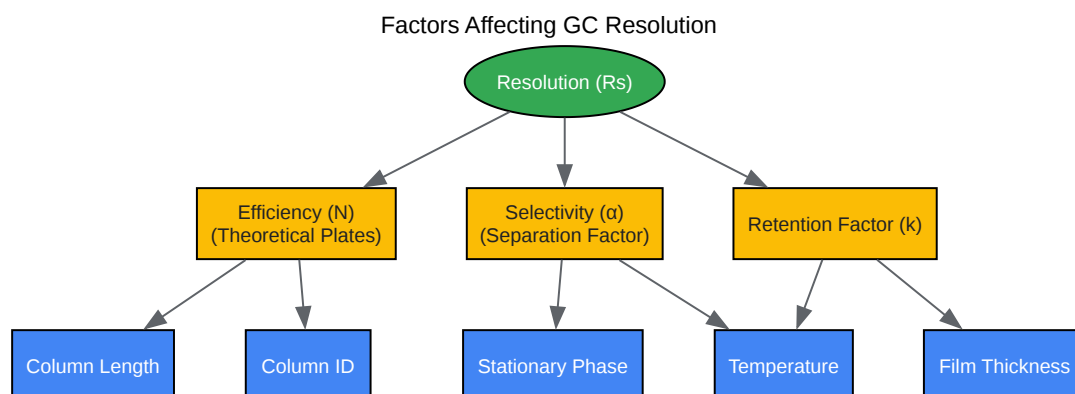 Factors Affecting GC Resolution
Resolution (Rs)
Efficiency (N)
(Theoretical Plates)
Selectivity (α)
(Separation Factor)
Retention Factor (k)
Column Length
Column ID
Stationary Phase
Temperature
Film Thickness